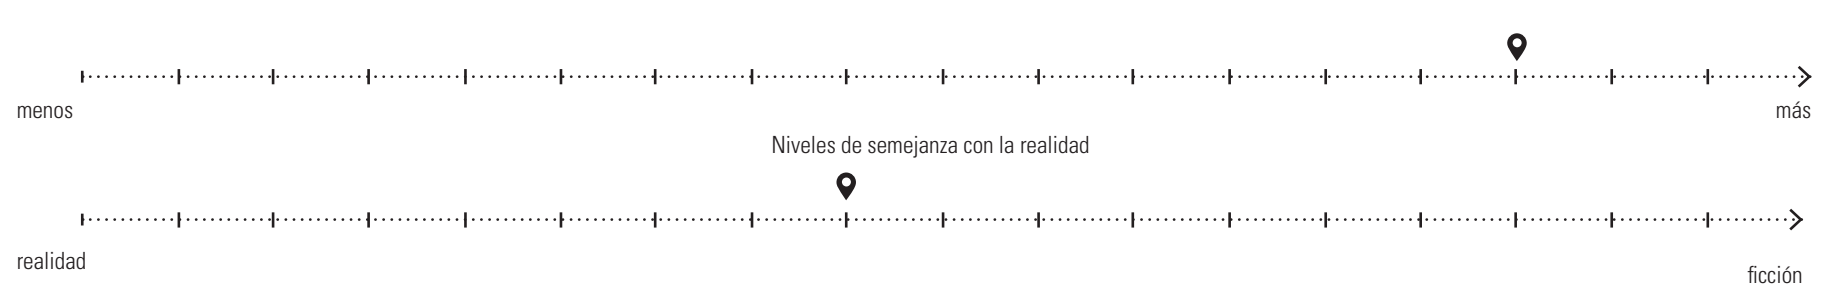 menos
más
Niveles de semejanza con la realidad
realidad
ficción